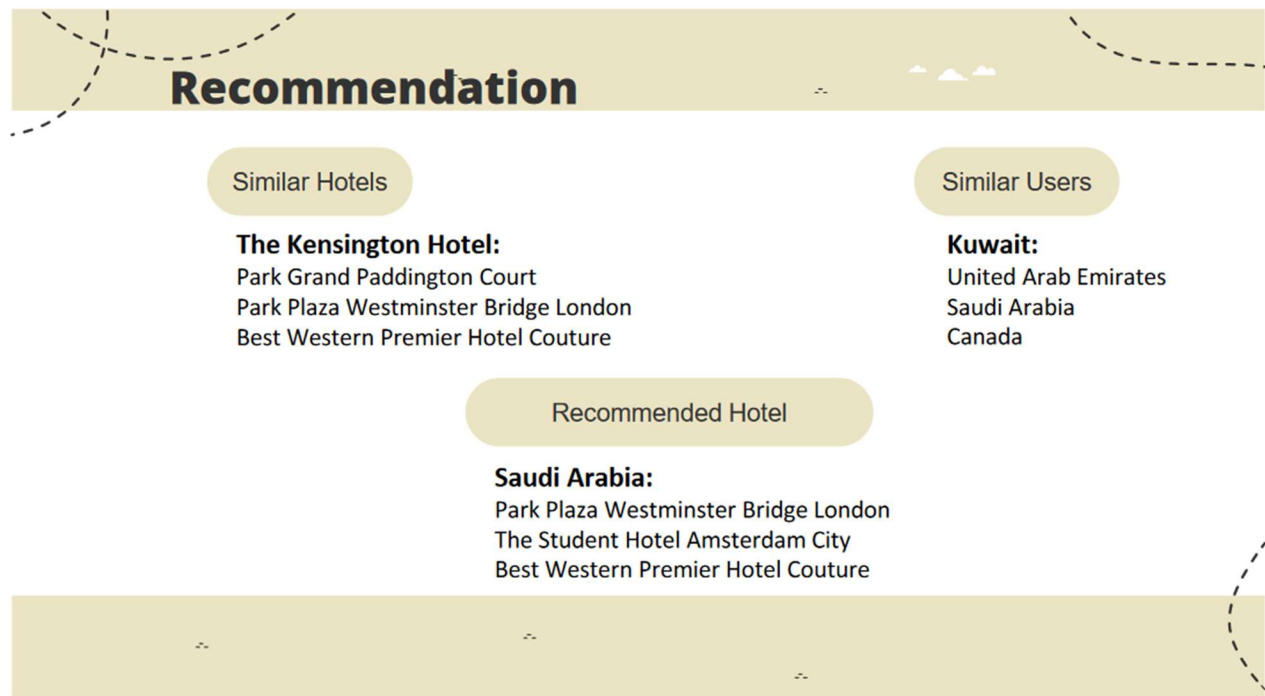 Recommendation
Similar Hotels
The Kensington Hotel:
Park Grand Paddington Court
Park Plaza Westminster Bridge London
Best Western Premier Hotel Couture
Similar Users
Kuwait:
United Arab Emirates
Saudi Arabia
Canada
Recommended Hotel
Saudi Arabia:
Park Plaza Westminster Bridge London
The Student Hotel Amsterdam City
Best Western Premier Hotel Couture